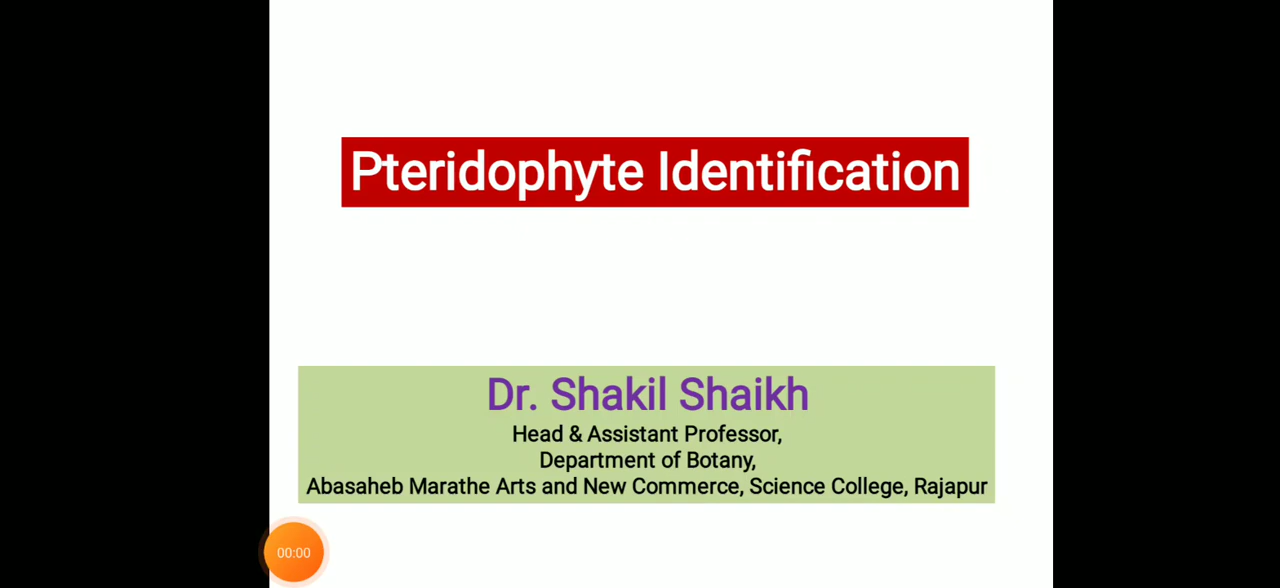 Pteridophyte Identification
Dr. Shakil Shaikh
Head & Assistant Professor,
Department of Botany,
Abasaheb Marathe Arts and New Commerce, Science College, Rajapur
00:00